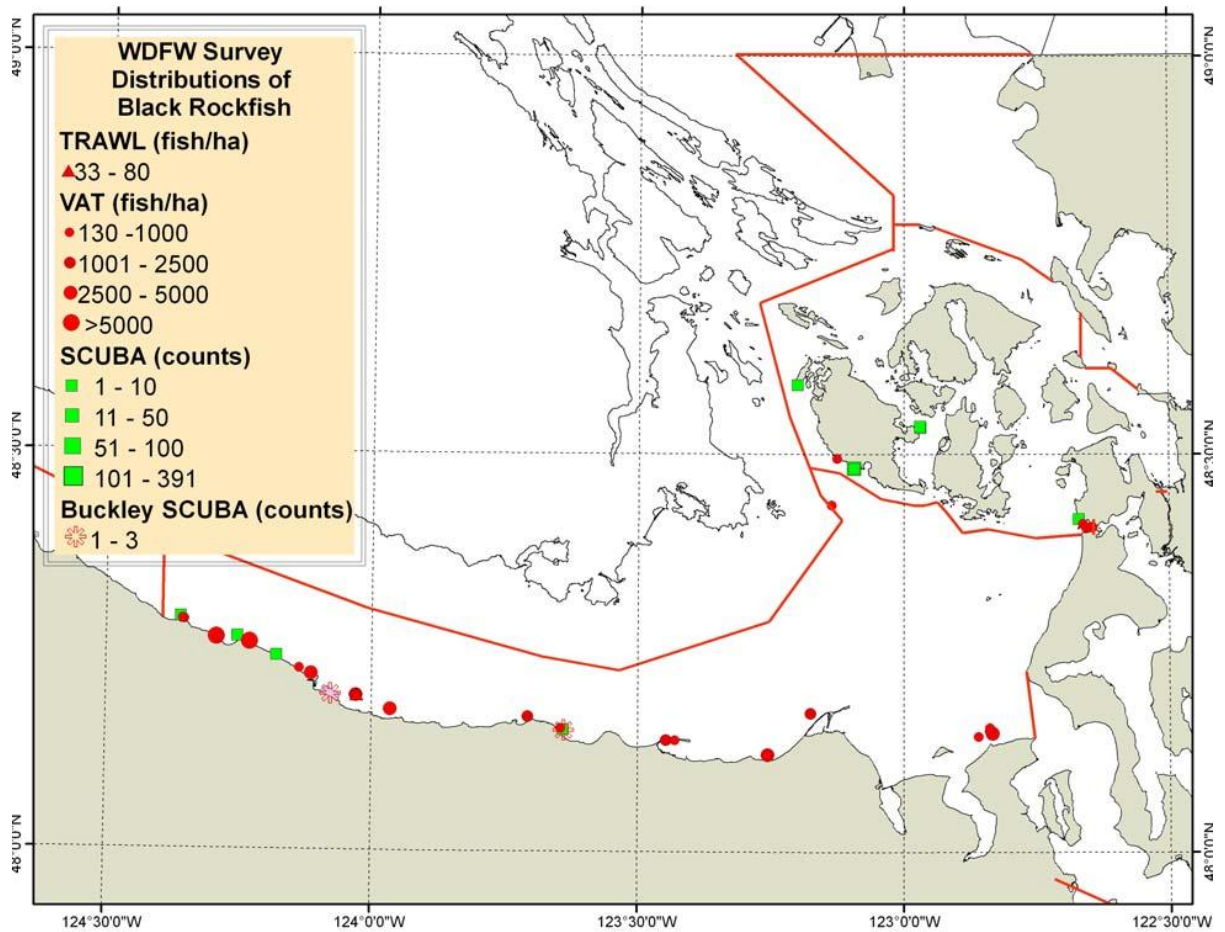 WDFW Survey
Distributions of
Black Rockfish
TRAWL (fish/ha)
33 - 80
VAT (fish/ha)
130 -1000
1001 - 2500
2500 - 5000
>5000
SCUBA (counts)
1 - 10
11 - 50
51 - 100
101 - 391
Buckley SCUBA (counts)
1 - 3
49°0'0"N
48°30'0"N
48°0'0"N
49°0'0"N
48°30'0"N
48°0'0"N
124°30'0"W
124°0'0"W
123°30'0"W
123°0'0"W
122°30'0"W